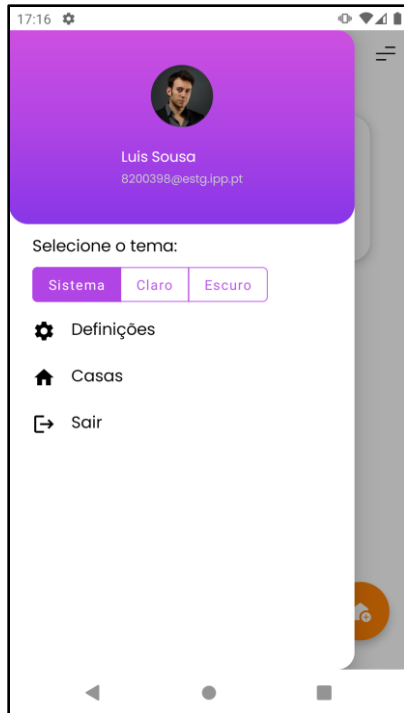 17:16
Luis Sousa
8200398@estg.ipp.pt
Selecione o tema:
Sistema Claro Escuro
Definições
Casas
Sair